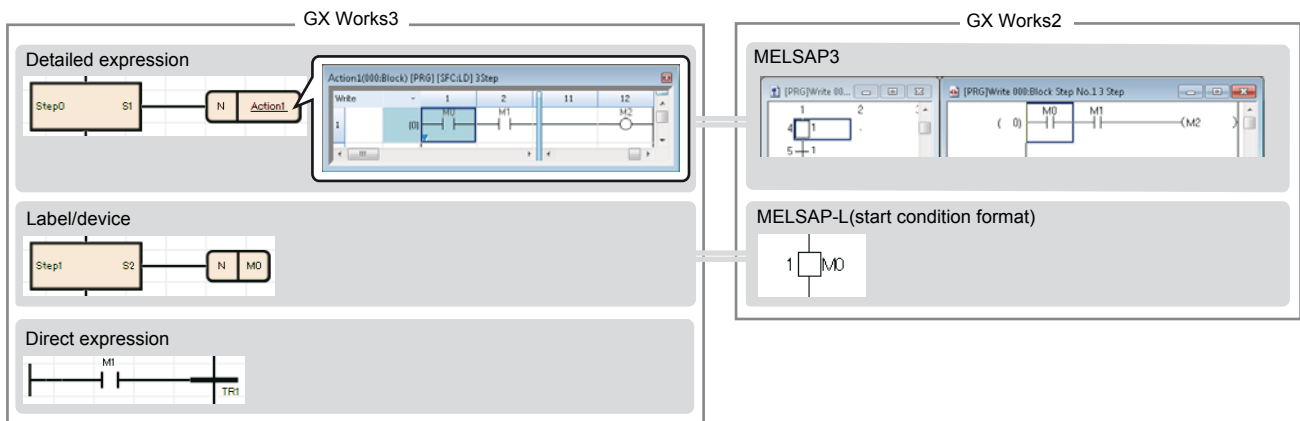 GX Works3
Detailed expression
Step0 S1 N Action1
Action1(000:Block) [PRG] [SFC:LD] 3Step
Write 1 2 11 12
1 (0) M0 M1 M2
Label/device
Step1 S2 N M0
Direct expression
M1
TR1
GX Works2
MELSAP3
[PRG]Write 00...
1 2
4 1
5 1
[PRG]Write 000:Block Step No.1 3 Step
( 0) M0 M1 (M2 )
MELSAP-L(start condition format)
1 M0